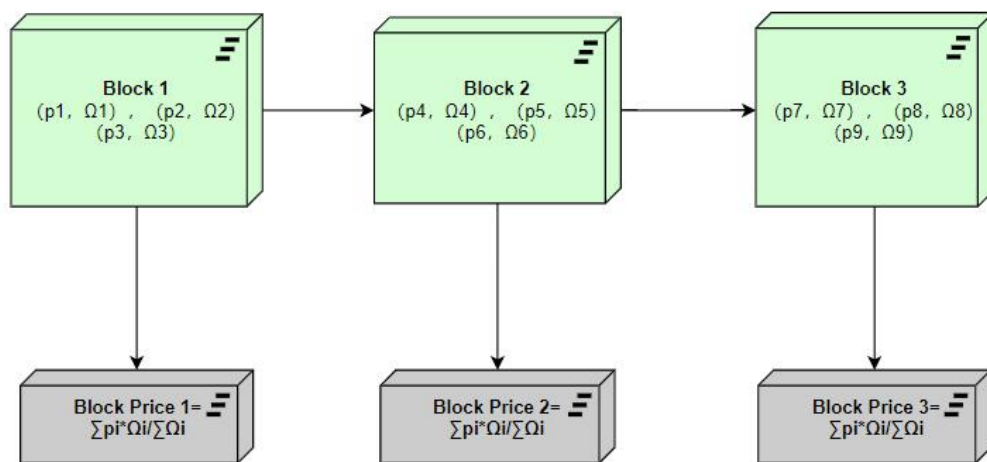 Block 1
(p1, Ω1) , (p2, Ω2)
(p3, Ω3)
Block 2
(p4, Ω4) , (p5, Ω5)
(p6, Ω6)
Block 3
(p7, Ω7) , (p8, Ω8)
(p9, Ω9)
Block Price 1=
∑pi*Ωi/∑Ωi
Block Price 2=
∑pi*Ωi/∑Ωi
Block Price 3=
∑pi*Ωi/∑Ωi